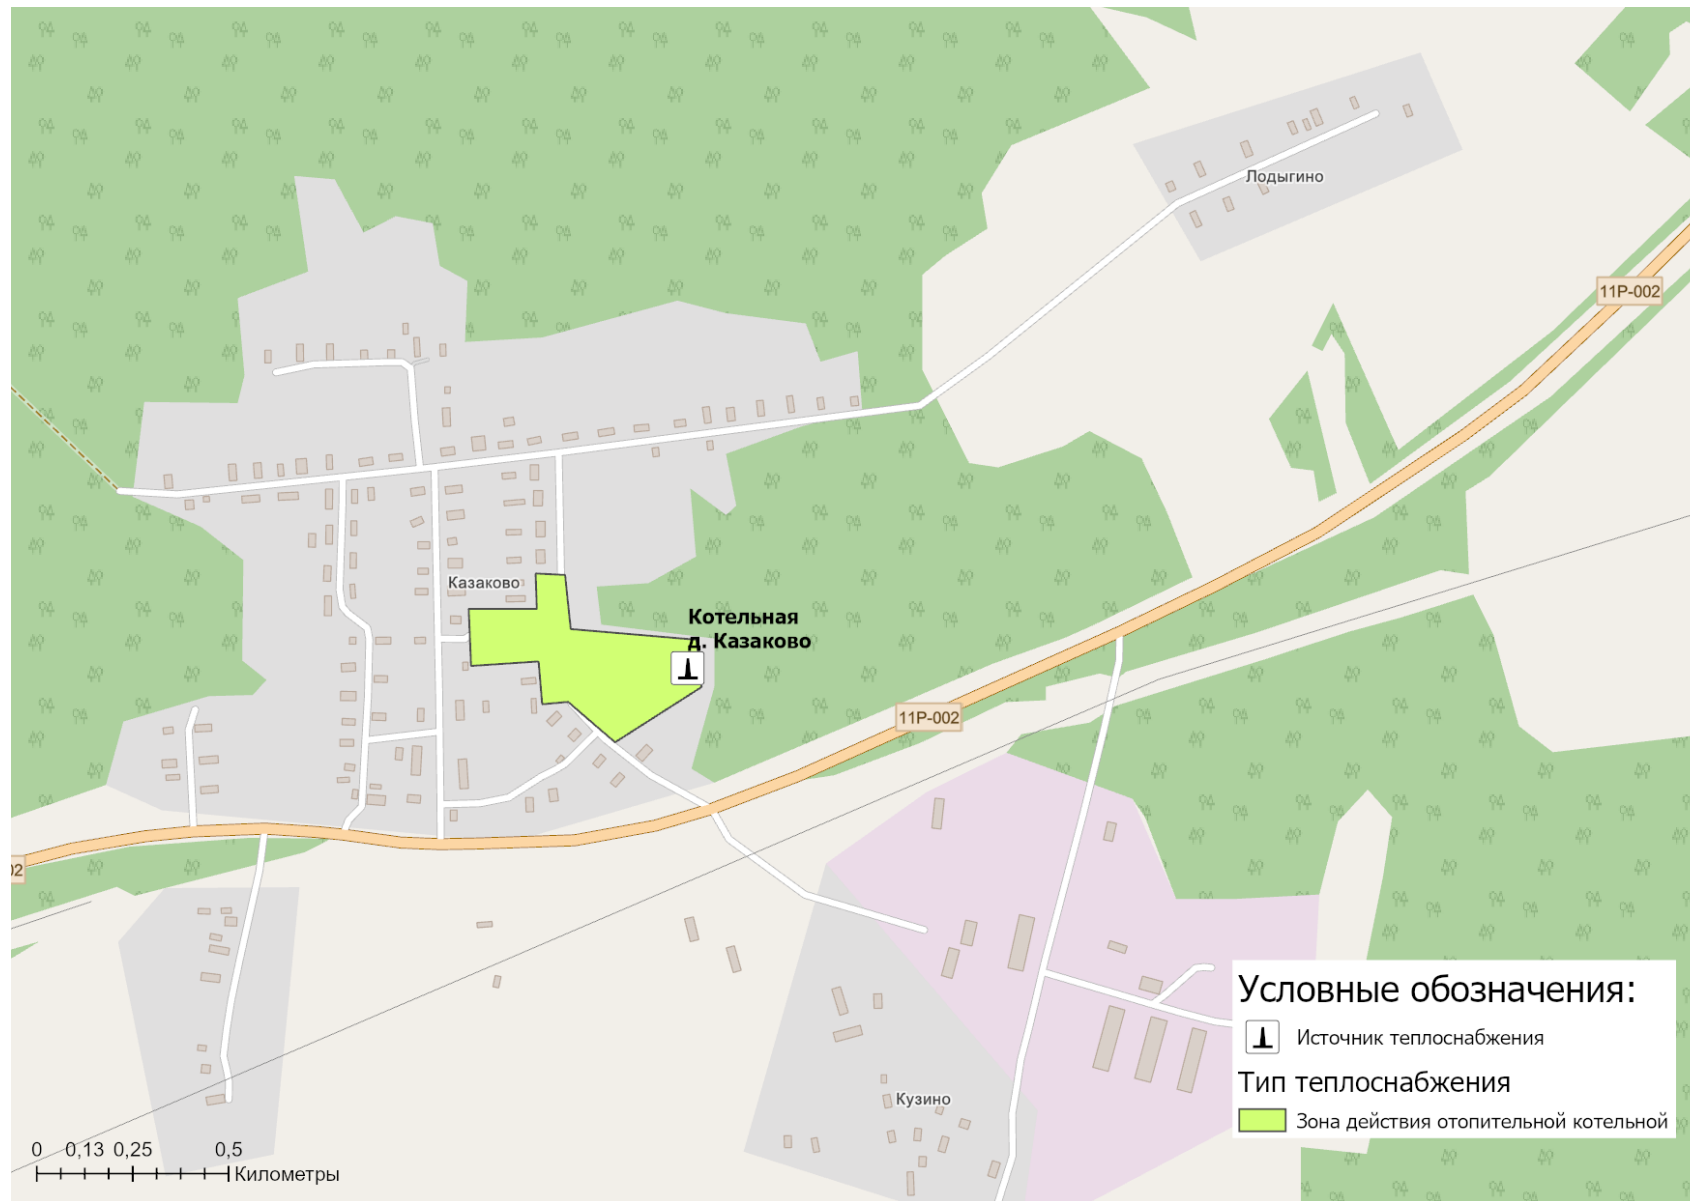 Лодыгино
11Р-002
Казаково
Котельная
д. Казаково
11Р-002
02
Кузино
Условные обозначения:
Источник теплоснабжения
Тип теплоснабжения
Зона действия отопительной котельной
0 0,13 0,25 0,5
Километры